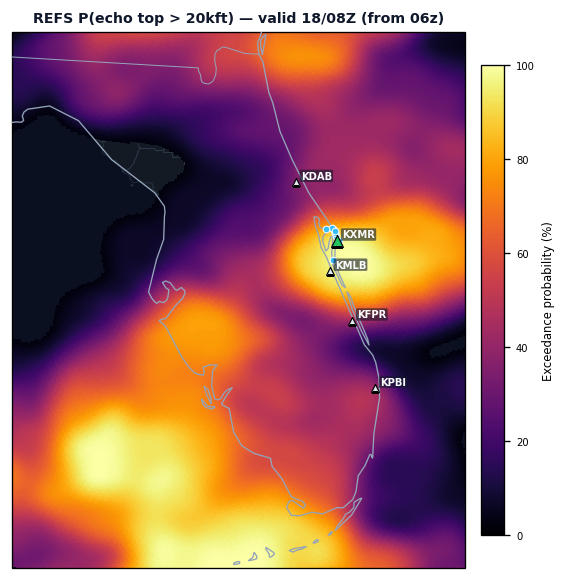 REFS P(echo top > 20kft) — valid 18/08Z (from 06z)
KDAB
KXMR
KMLB
KFPR
KPBI
100
80
60
40
20
0
Exceedance probability (%)